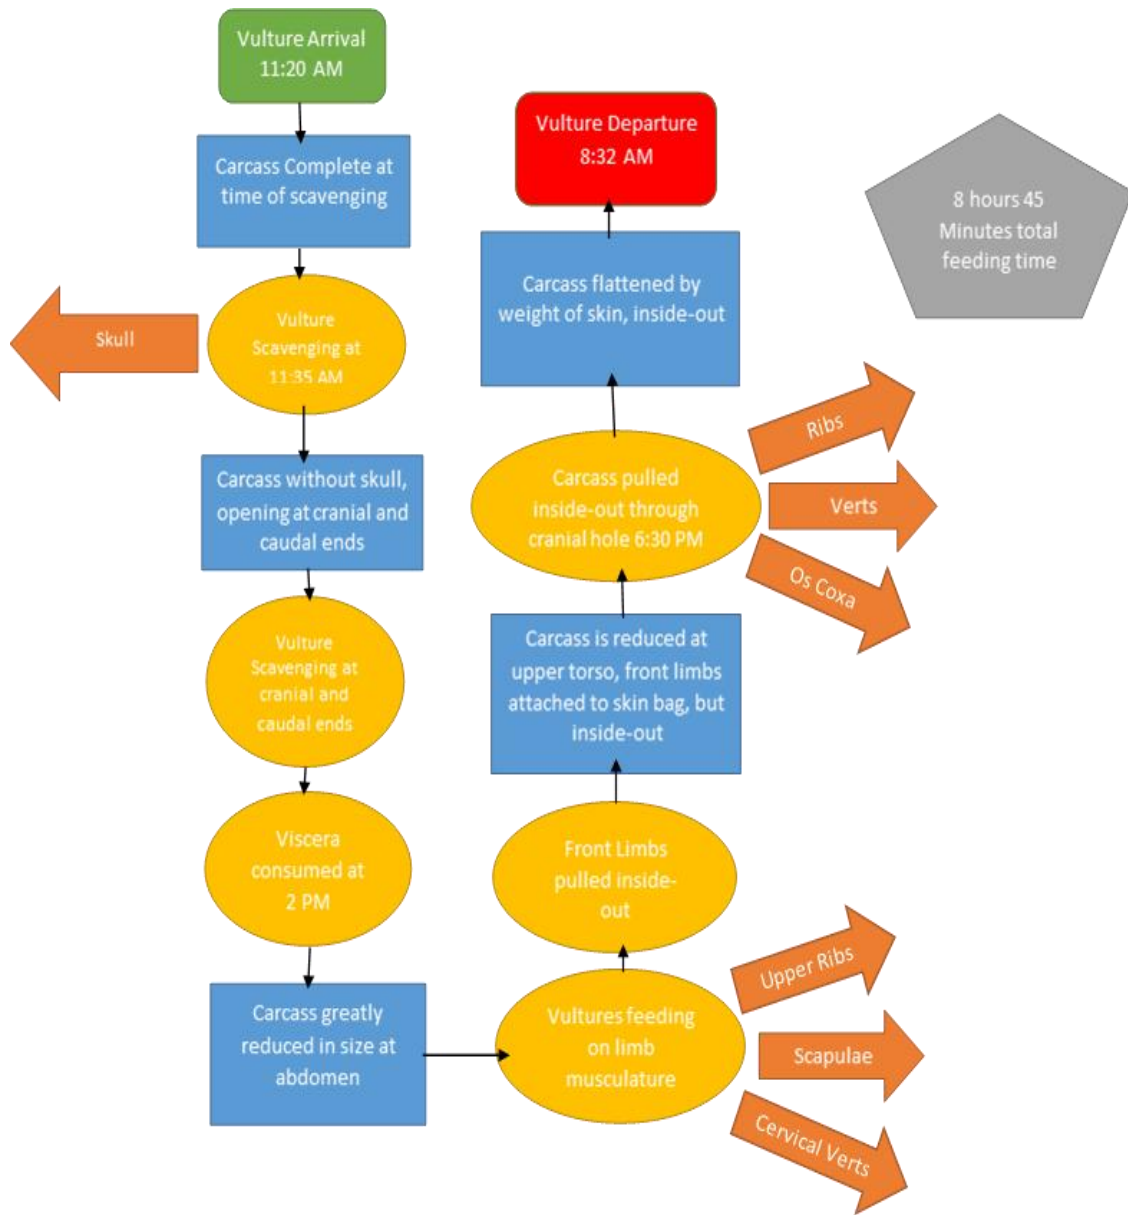 Vulture Arrival
11:20 AM
Carcass Complete at
time of scavenging
Vulture
Scavenging at
11:35 AM
Skull
Carcass without skull,
opening at cranial and
caudal ends
Vulture
Scavenging at
cranial and
caudal ends
Viscera
consumed at
2 PM
Carcass greatly
reduced in size at
abdomen
Vultures feeding
on limb
musculature
Upper Ribs
Scapulae
Cervical Verts
Front Limbs
pulled inside-
out
Carcass is reduced at
upper torso, front limbs
attached to skin bag, but
inside-out
Carcass pulled
inside-out through
cranial hole 6:30 PM
Ribs
Verts
Os Coxa
Carcass flattened by
weight of skin, inside-out
Vulture Departure
8:32 AM
8 hours 45
Minutes total
feeding time